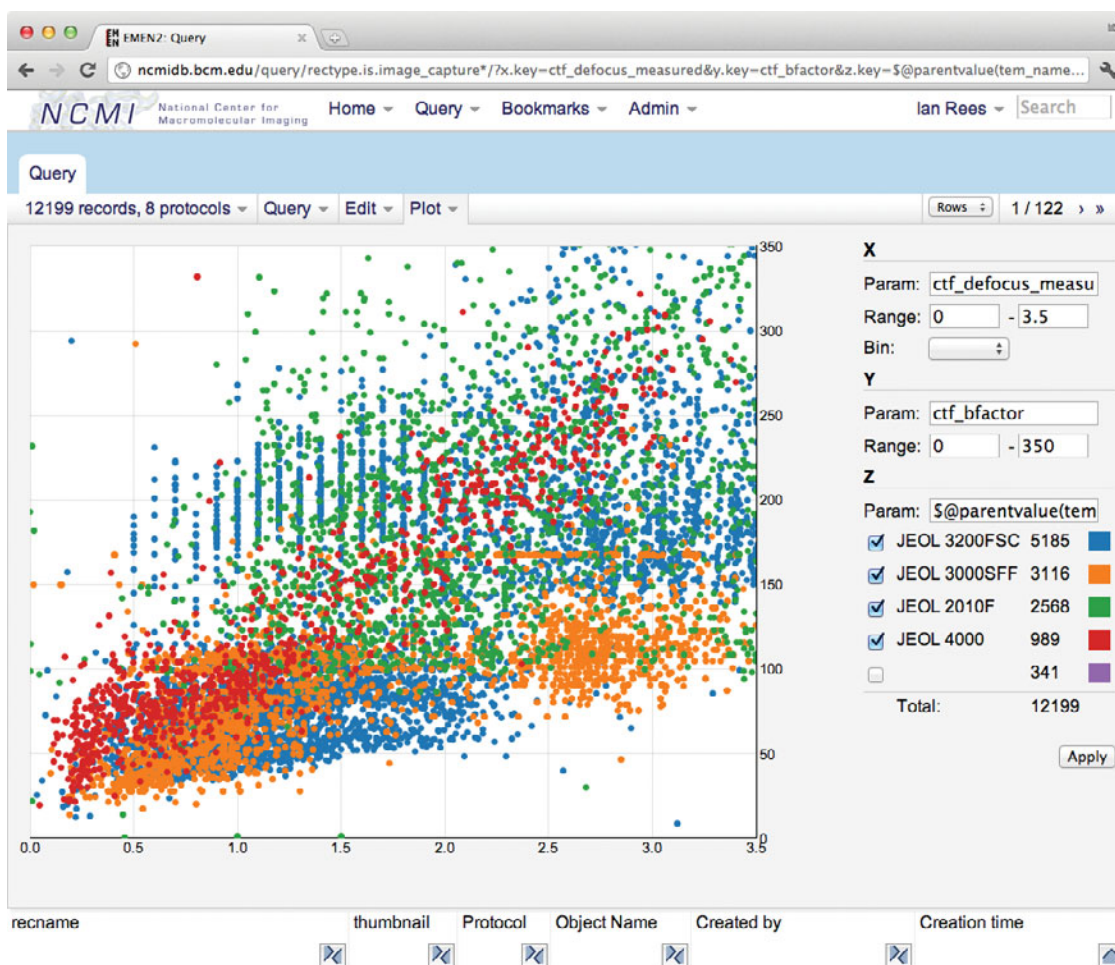 EMEN2: Query
ncmidb.bcm.edu/query/rectype.is.image_capture*/?x.key=ctf_defocus_measured&y.key=ctf_bfactor&z.key=$@parentvalue(tem_name...
NCMI National Center for Macromolecular Imaging Home Query Bookmarks Admin Ian Rees Search
Query
12199 records, 8 protocols Query Edit Plot Rows 1 / 122 › »
350
300
250
200
150
100
50
0
0.0 0.5 1.0 1.5 2.0 2.5 3.0 3.5
X
Param: ctf_defocus_measu
Range: 0 - 3.5
Bin:
Y
Param: ctf_bfactor
Range: 0 - 350
Z
Param: $@parentvalue(tem
JEOL 3200FSC 5185
JEOL 3000SFF 3116
JEOL 2010F 2568
JEOL 4000 989
341
Total: 12199
Apply
recname thumbnail Protocol Object Name Created by Creation time